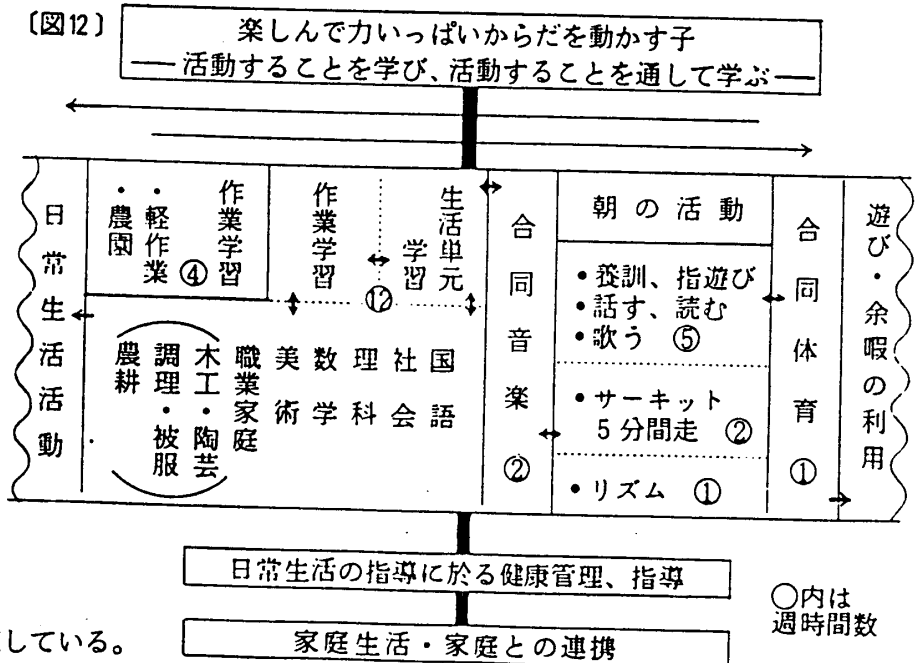 〔図12〕
楽しんで力いっぱいからだを動かす子
― 活動することを学び、活動することを通して学ぶ ―
日常生活活動
作業学習
・軽作業 ④
・農園
作業学習
生活単元
学習
⑫
国語
社会
理科
数学
美術
職業家庭
(木工・陶芸
調理・被服
農耕)
合同音楽②
朝の活動
•養訓、指遊び
•話す、読む
•歌う ⑤
•サーキット
5分間走 ②
•リズム ①
合同体育①
遊び・余暇の利用
日常生活の指導に於る健康管理、指導
家庭生活・家庭との連携
○内は
週時間数
している。